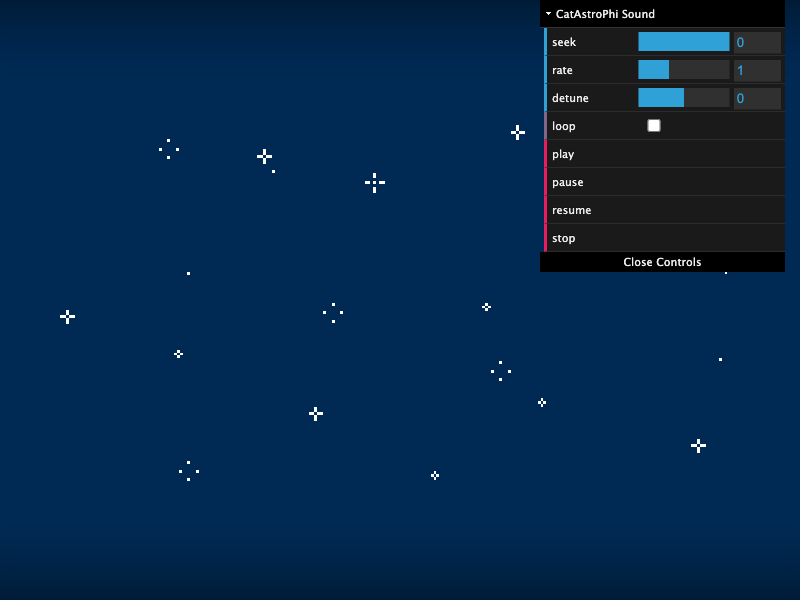 CatAstroPhi Sound
seek 0
rate 1
detune 0
loop
play
pause
resume
stop
Close Controls